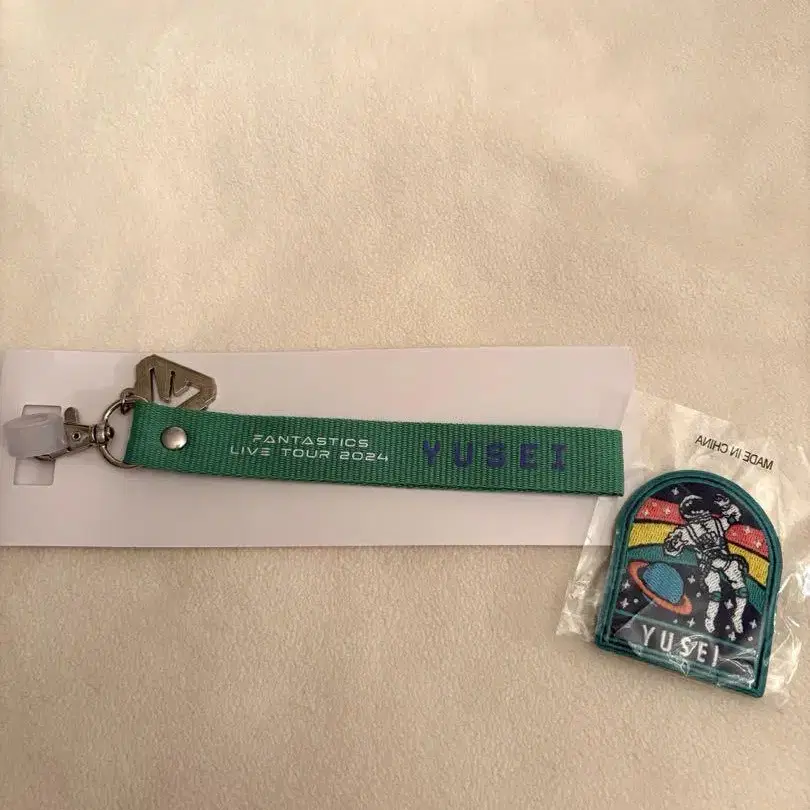 FANTASTICS
LIVE TOUR 2024
YUSEI
MADE IN CHINA
YUSEI